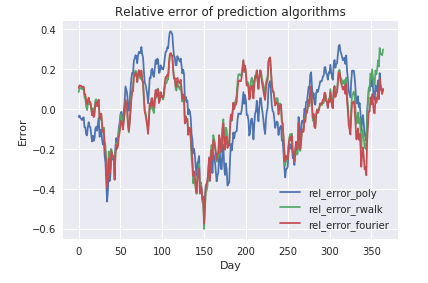 Relative error of prediction algorithms
0.4
0.2
0.0
−0.2
−0.4
−0.6
Error
0
50
100
150
200
250
300
350
Day
rel_error_poly
rel_error_rwalk
rel_error_fourier